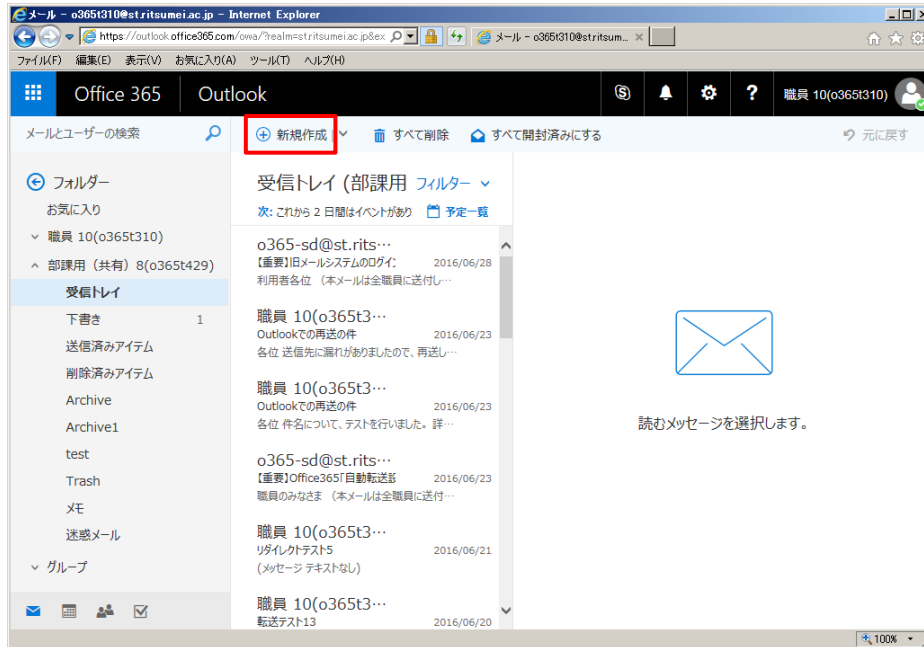 メール - o365t310@st.ritsumei.ac.jp - Internet Explorer
https://outlook.office365.com/owa/?realm=st.ritsumei.ac.jp&ex
メール - o365t310@st.ritsum...
ファイル(F) 編集(E) 表示(V) お気に入り(A) ツール(T) ヘルプ(H)
Office 365 Outlook
? 職員 10(o365t310)
メールとユーザーの検索
新規作成 すべて削除 すべて開封済みにする 元に戻す
フォルダー
お気に入り
職員 10(o365t310)
部課用（共有）8(o365t429)
受信トレイ
下書き 1
送信済みアイテム
削除済みアイテム
Archive
Archive1
test
Trash
メモ
迷惑メール
グループ
受信トレイ (部課用 フィルター
次: これから 2 日間はイベントがあり 予定一覧
o365-sd@st.rits…
【重要】旧メールシステムのログイン 2016/06/28
利用者各位 （本メールは全職員に送付し…
職員 10(o365t3…
Outlookでの再送の件 2016/06/23
各位 送信先に漏れがありましたので、再送し…
職員 10(o365t3…
Outlookでの再送の件 2016/06/23
各位 件名について、テストを行いました。詳…
o365-sd@st.rits…
【重要】Office365「自動転送設 2016/06/23
職員のみなさま （本メールは全職員に送付…
職員 10(o365t3…
リダイレクトテスト5 2016/06/21
(メッセージ テキストなし)
職員 10(o365t3…
転送テスト13 2016/06/20
読むメッセージを選択します。
100%